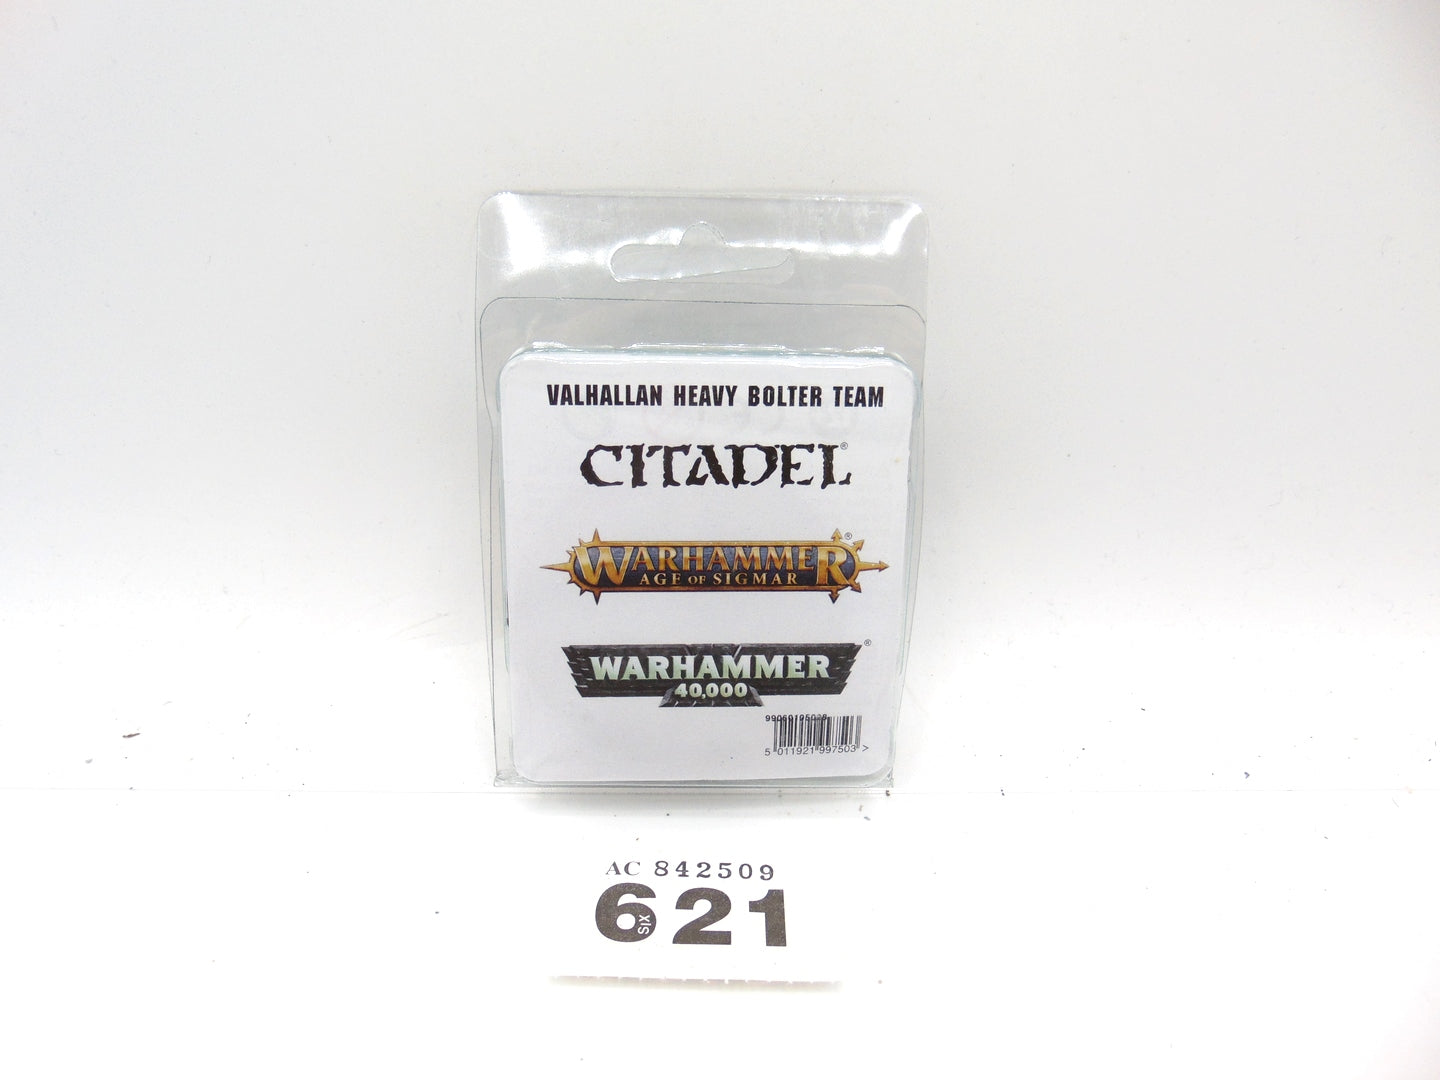 VALHALLAN HEAVY BOLTER TEAM
CITADEL®
WARHAMMER®
AGE OF SIGMAR
WARHAMMER®
40,000
5 011921 997503 >
AC 842509
621
SIX